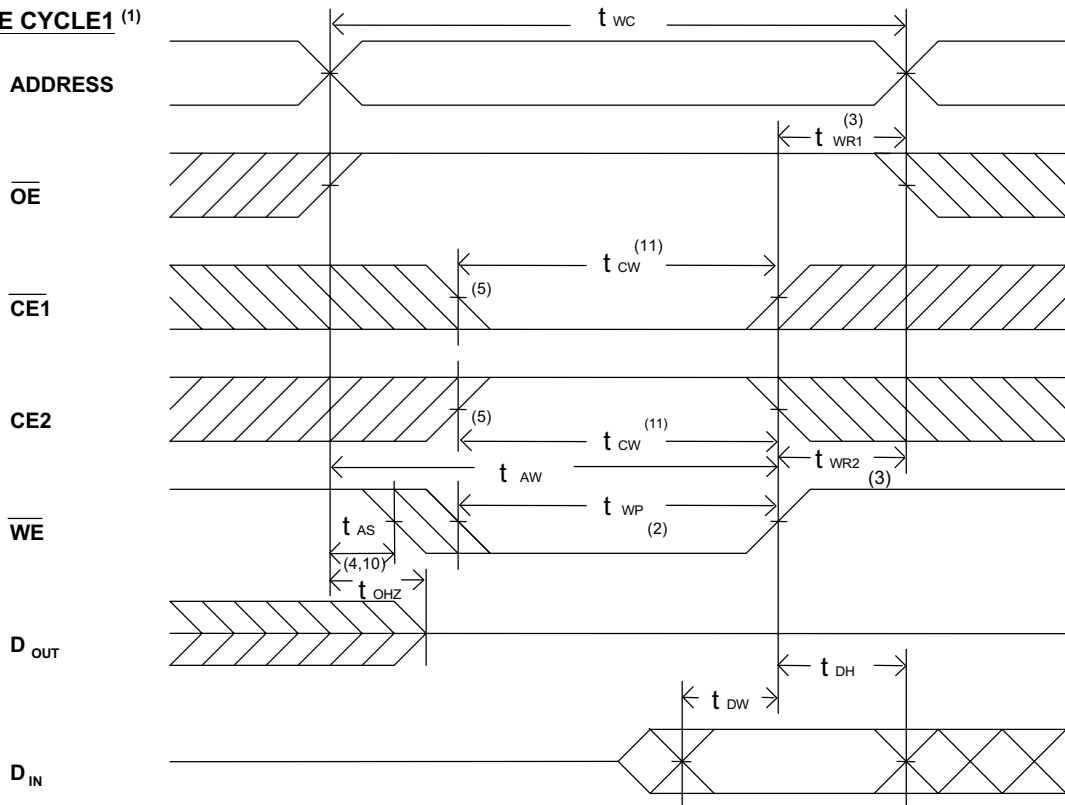 E CYCLE1 (1)
t WC
ADDRESS
(3)
t WR1
OE
(11)
t CW
CE1
(5)
CE2
(5)
t CW (11)
t AW
t WR2
(3)
WE
t AS
t WP
(2)
(4,10)
t OHZ
D OUT
t DH
t DW
D IN